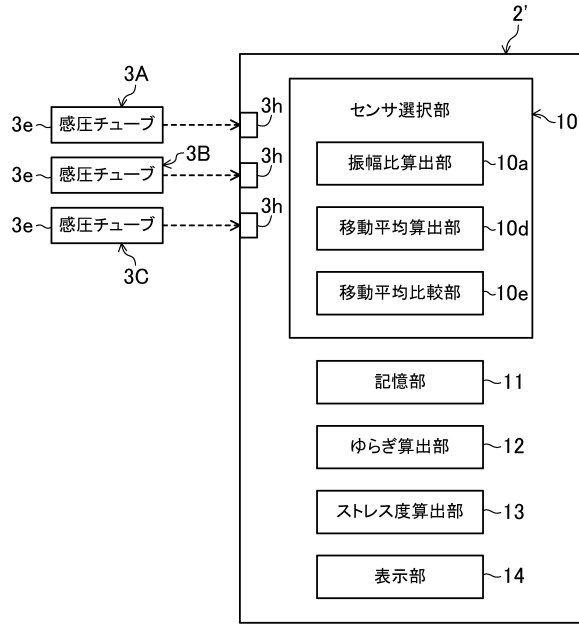 2'
3A
3e 感圧チューブ 3h
センサ選択部 10
3B
3e 感圧チューブ 3h
振幅比算出部 10a
3e 感圧チューブ 3h
移動平均算出部 10d
3C
移動平均比較部 10e
記憶部 11
ゆらぎ算出部 12
ストレス度算出部 13
表示部 14